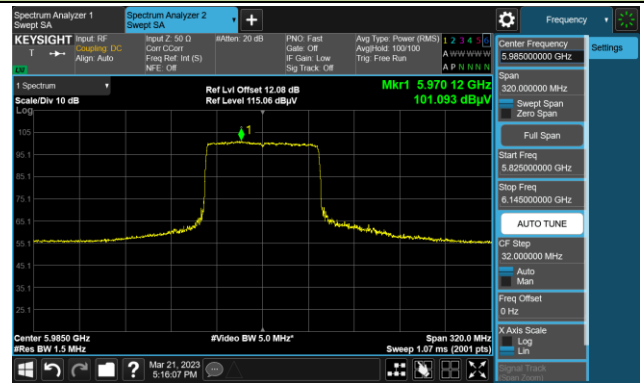 Spectrum Analyzer 1
Swept SA
Spectrum Analyzer 2
Swept SA
+
Frequency
KEYSIGHT
T
LW
Input: RF
Coupling: DC
Align: Auto
Input Z: 50 Ω
Corr CCorr
Freq Ref: Int (S)
NFE: Off
#Atten: 20 dB
PNO: Fast
Gate: Off
IF Gain: Low
Sig Track: Off
Avg Type: Power (RMS)
Avg|Hold: 100/100
Trig: Free Run
1 2 3 4 5 6
A W W W W W
A P N N N N
Center Frequency
5.985000000 GHz
Settings
Span
320.000000 MHz
Swept Span
Zero Span
Full Span
Start Freq
5.825000000 GHz
Stop Freq
6.145000000 GHz
AUTO TUNE
CF Step
32.000000 MHz
Auto
Man
Freq Offset
0 Hz
X Axis Scale
Log
Lin
Signal Track
(Span Zoom)
1 Spectrum
Scale/Div 10 dB
Log
Ref Lvl Offset 12.08 dB
Ref Level 115.06 dBµV
Mkr1 5.970 12 GHz
101.093 dBµV
1
105
95.1
85.1
75.1
65.1
55.1
45.1
35.1
25.1
Center 5.9850 GHz
#Res BW 1.5 MHz
#Video BW 5.0 MHz*
Span 320.0 MHz
Sweep 1.07 ms (2001 pts)
?
Mar 21, 2023
5:16:07 PM